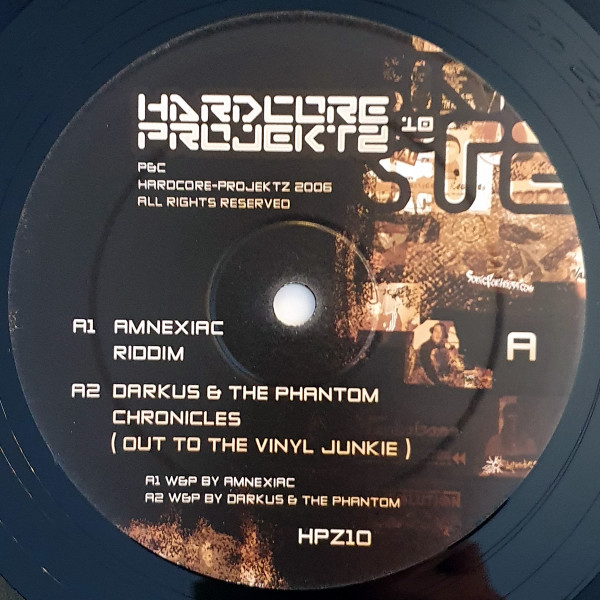 HARDCORE
PROJEKTZ 10
P&C
HARDCORE-PROJEKTZ 2006
ALL RIGHTS RESERVED
A1 AMNEXIAC
RIDDIM
A
A2 DARKUS & THE PHANTOM
CHRONICLES
( OUT TO THE VINYL JUNKIE )
A1 W&P BY AMNEXIAC
A2 W&P BY DARKUS & THE PHANTOM
HPZ10